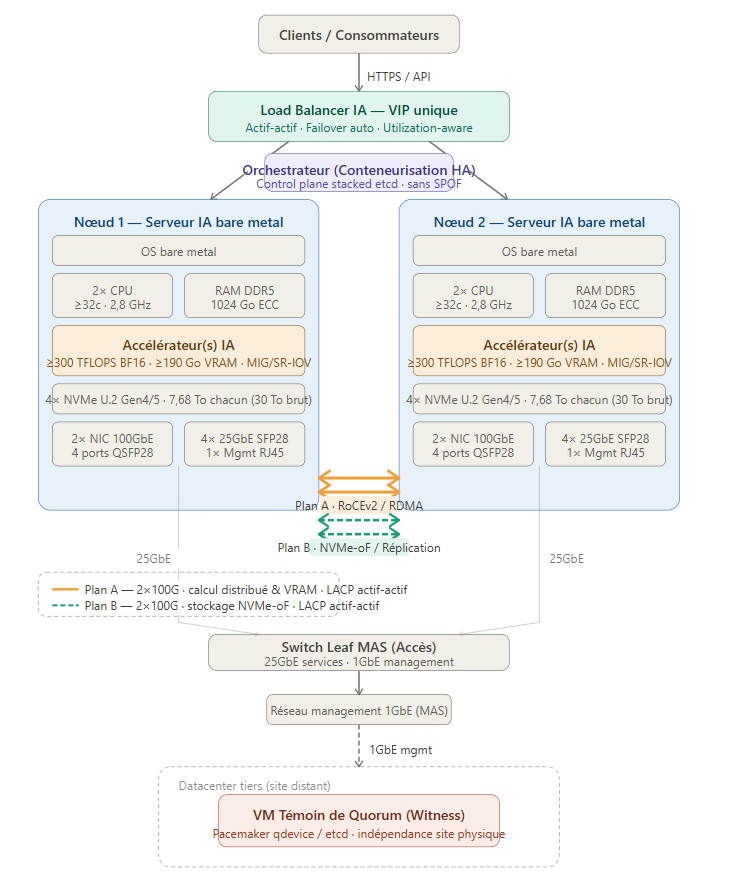 Clients / Consommateurs
HTTPS / API
Load Balancer IA — VIP unique
Actif-actif · Failover auto · Utilization-aware
Orchestrateur (Conteneurisation HA)
Control plane stacked etcd · sans SPOF
Nœud 1 — Serveur IA bare metal
OS bare metal
2× CPU
≥32c · 2,8 GHz
RAM DDR5
1024 Go ECC
Accélérateur(s) IA
≥300 TFLOPS BF16 · ≥190 Go VRAM · MIG/SR-IOV
4× NVMe U.2 Gen4/5 · 7,68 To chacun (30 To brut)
2× NIC 100GbE
4 ports QSFP28
4× 25GbE SFP28
1× Mgmt RJ45
Nœud 2 — Serveur IA bare metal
OS bare metal
2× CPU
≥32c · 2,8 GHz
RAM DDR5
1024 Go ECC
Accélérateur(s) IA
≥300 TFLOPS BF16 · ≥190 Go VRAM · MIG/SR-IOV
4× NVMe U.2 Gen4/5 · 7,68 To chacun (30 To brut)
2× NIC 100GbE
4 ports QSFP28
4× 25GbE SFP28
1× Mgmt RJ45
Plan A · RoCEv2 / RDMA
Plan B · NVMe-oF / Réplication
25GbE
25GbE
Plan A — 2×100G · calcul distribué & VRAM · LACP actif-actif
Plan B — 2×100G · stockage NVMe-oF · LACP actif-actif
Switch Leaf MAS (Accès)
25GbE services · 1GbE management
Réseau management 1GbE (MAS)
1GbE mgmt
Datacenter tiers (site distant)
VM Témoin de Quorum (Witness)
Pacemaker qdevice / etcd · indépendance site physique